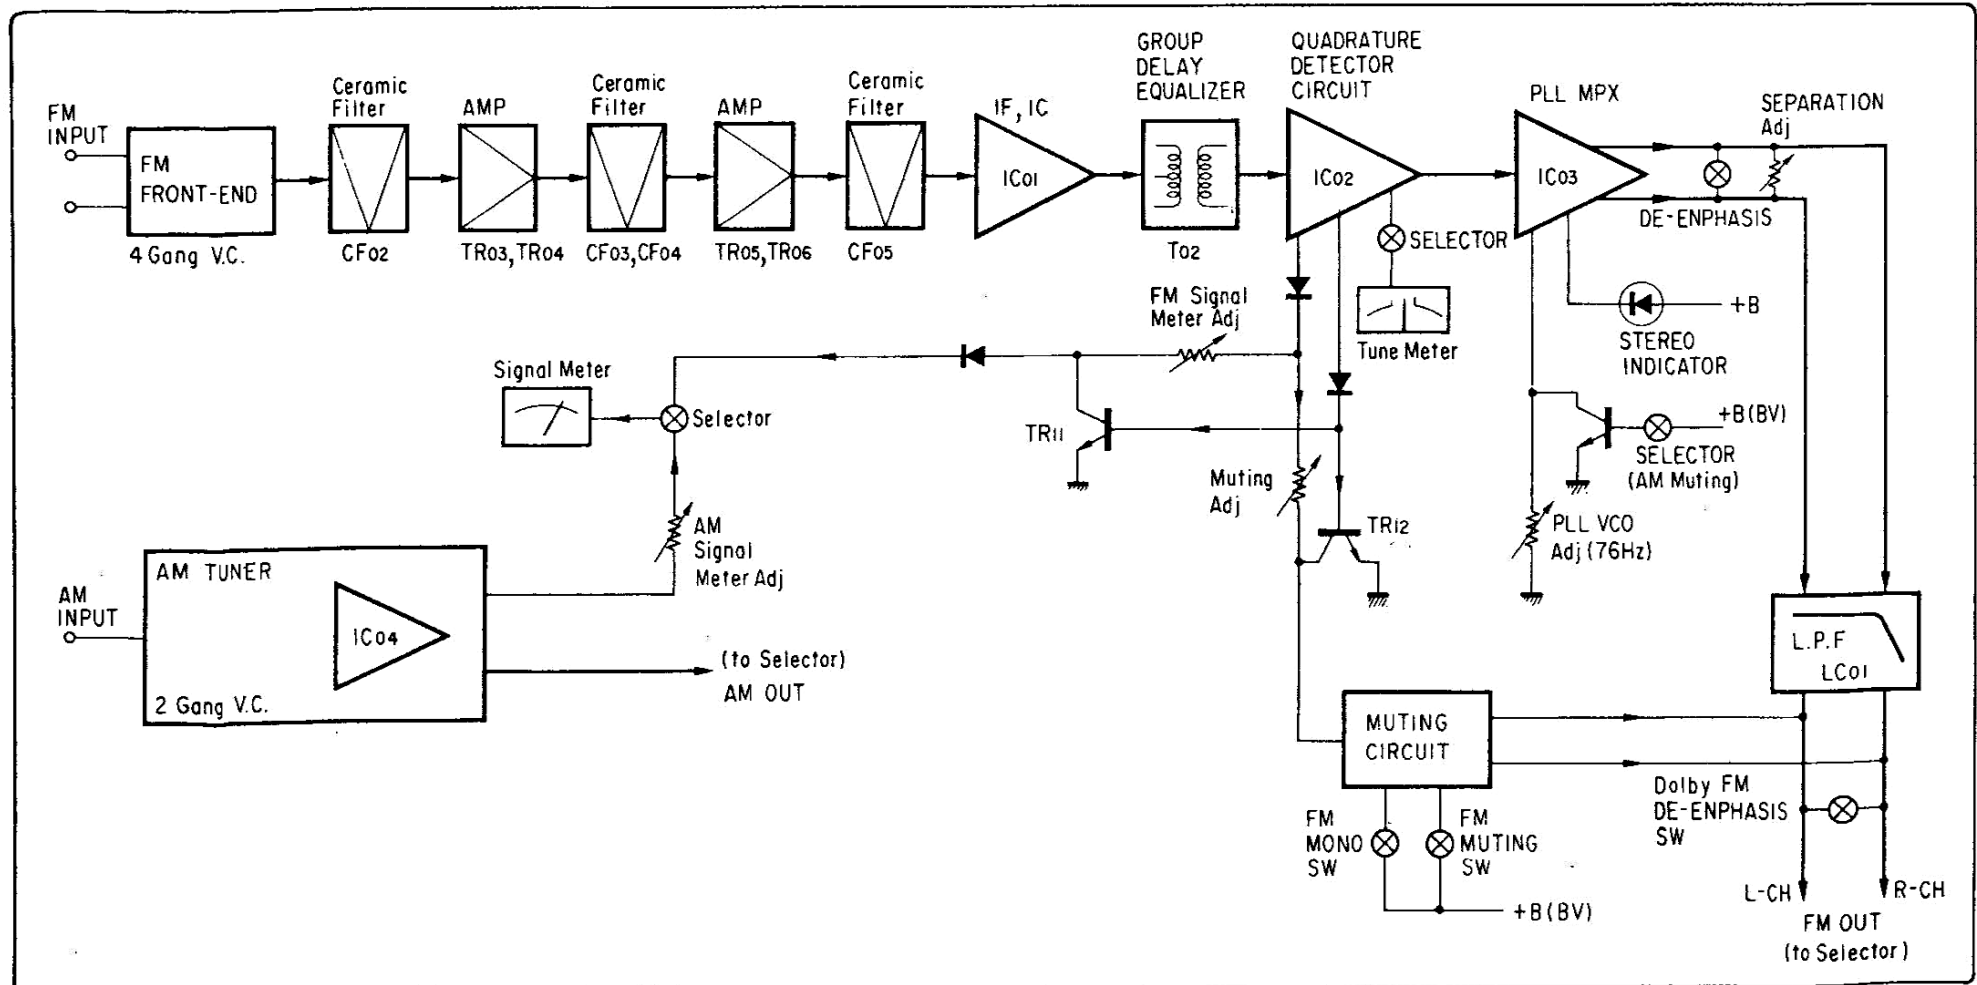 FM
INPUT
FM
FRONT-END
4 Gang V.C.
Ceramic
Filter
CF02
AMP
TR03,TR04
Ceramic
Filter
CF03,CF04
AMP
TR05,TR06
Ceramic
Filter
CF05
IF, IC
IC01
GROUP
DELAY
EQUALIZER
T02
QUADRATURE
DETECTOR
CIRCUIT
IC02
SELECTOR
Tune Meter
PLL MPX
IC03
SEPARATION
Adj
DE-ENPHASIS
+B
STEREO
INDICATOR
+B(BV)
SELECTOR
(AM Muting)
PLL VCO
Adj (76Hz)
FM Signal
Meter Adj
Signal Meter
Selector
TR11
Muting
Adj
TR12
AM
Signal
Meter Adj
AM
INPUT
AM TUNER
IC04
2 Gang V.C.
(to Selector)
AM OUT
L.P.F
LC01
MUTING
CIRCUIT
FM
MONO
SW
FM
MUTING
SW
+B(BV)
Dolby FM
DE-ENPHASIS
SW
L-CH
R-CH
FM OUT
(to Selector)